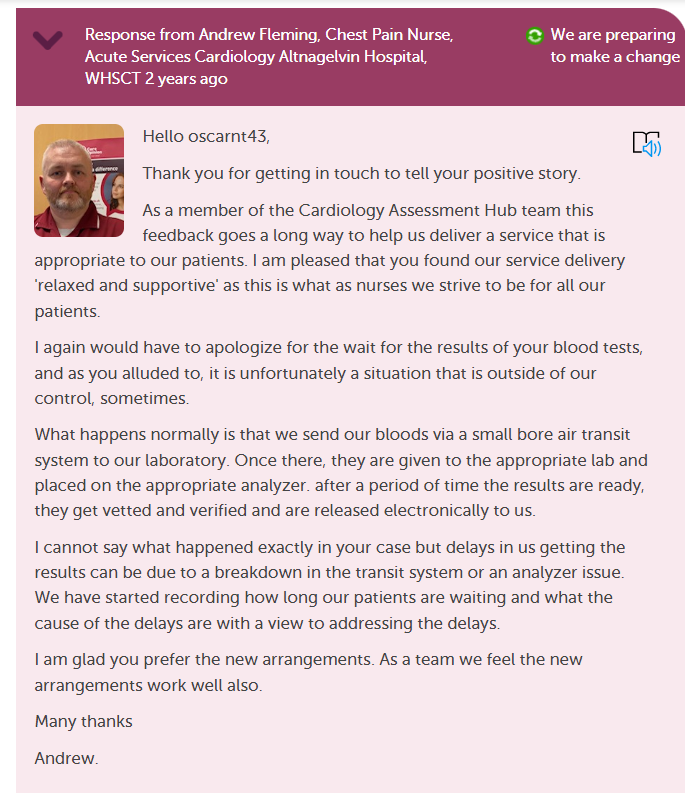 Response from Andrew Fleming, Chest Pain Nurse,
Acute Services Cardiology Altnagelvin Hospital,
WHSCT 2 years ago
We are preparing
to make a change
Hello oscarnt43,
Thank you for getting in touch to tell your positive story.
As a member of the Cardiology Assessment Hub team this
feedback goes a long way to help us deliver a service that is
appropriate to our patients. I am pleased that you found our service delivery
'relaxed and supportive' as this is what as nurses we strive to be for all our
patients.
I again would have to apologize for the wait for the results of your blood tests,
and as you alluded to, it is unfortunately a situation that is outside of our
control, sometimes.
What happens normally is that we send our bloods via a small bore air transit
system to our laboratory. Once there, they are given to the appropriate lab and
placed on the appropriate analyzer. after a period of time the results are ready,
they get vetted and verified and are released electronically to us.
I cannot say what happened exactly in your case but delays in us getting the
results can be due to a breakdown in the transit system or an analyzer issue.
We have started recording how long our patients are waiting and what the
cause of the delays are with a view to addressing the delays.
I am glad you prefer the new arrangements. As a team we feel the new
arrangements work well also.
Many thanks
Andrew.